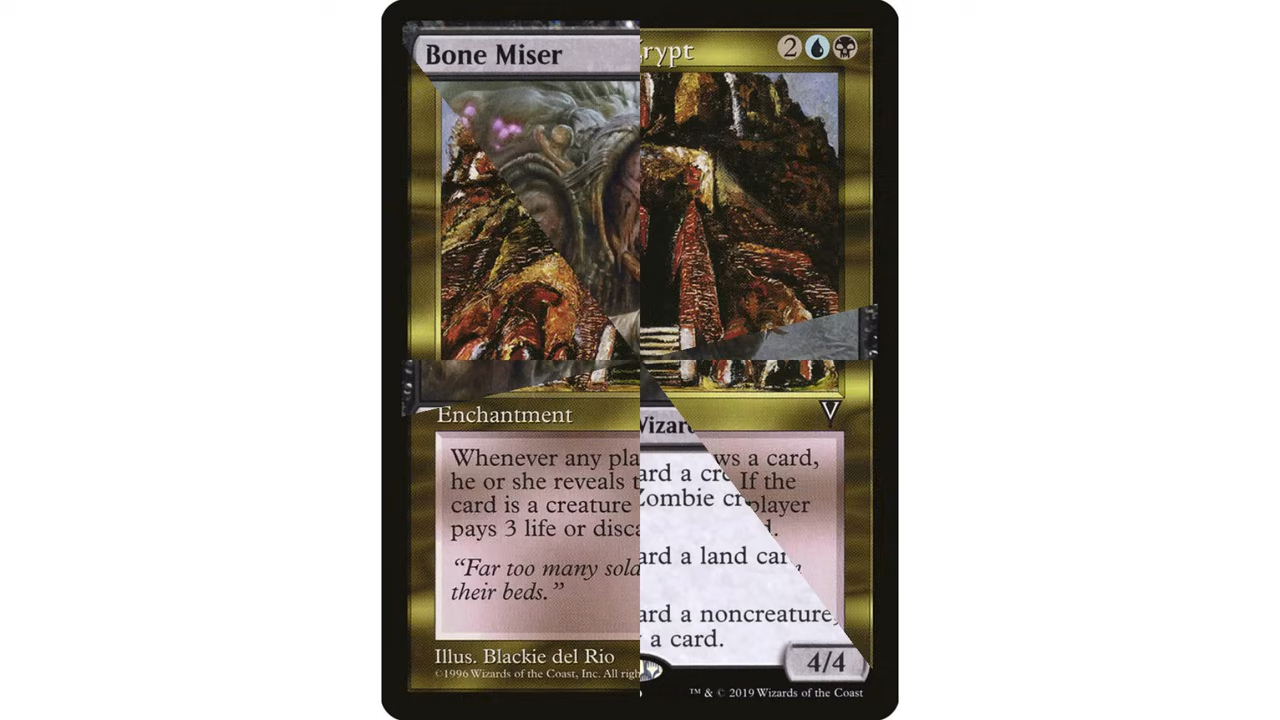 Bone Miser
rypt 2
Enchantment
V
Wizard
Whenever any pla
ws a card,
he or she reveals t
ard a cre
If the
card is a creature
Zombie cr
player
pays 3 life or disca
d.
ard a land car
"Far too many sold
their beds."
ard a noncreature,
a card.
Illus. Blackie del Rio
4/4
©1996 Wizards of the Coast, Inc. All righ
™ & © 2019 Wizards of the Coast